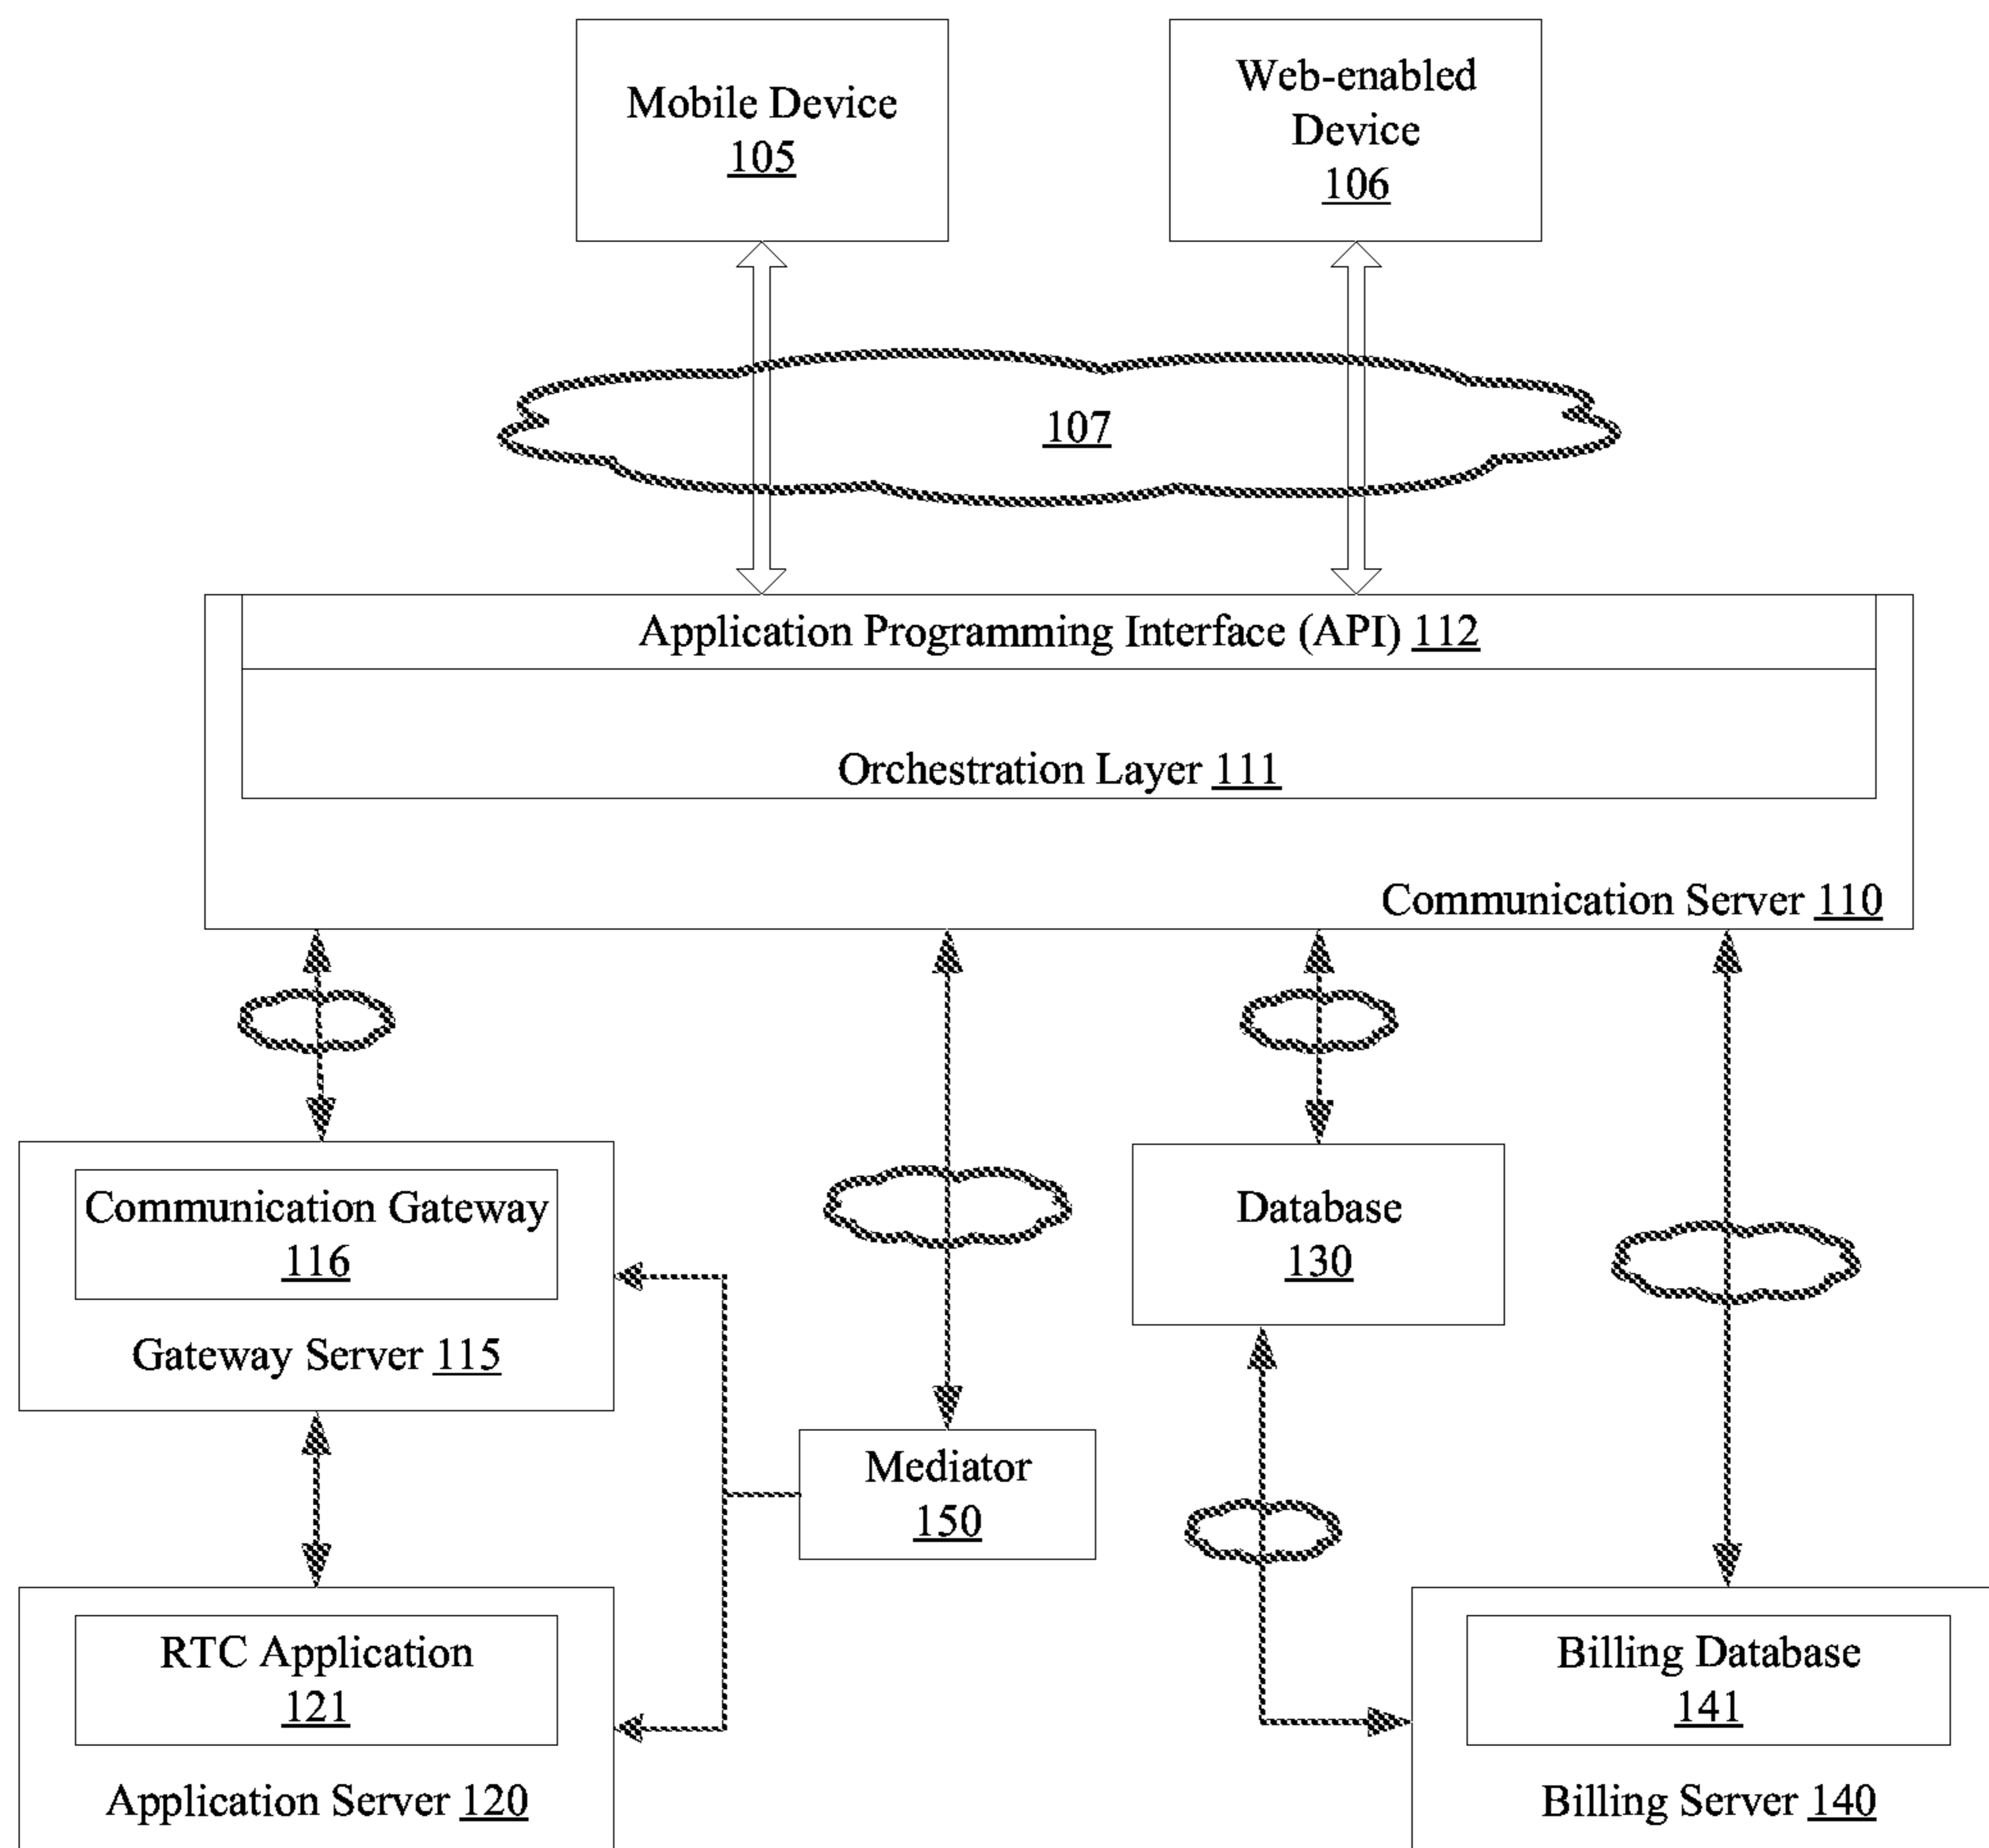 Mobile Device
105
Web-enabled
Device
106
107
Application Programming Interface (API) 112
Orchestration Layer 111
Communication Server 110
Communication Gateway
116
Gateway Server 115
Database
130
Mediator
150
RTC Application
121
Application Server 120
Billing Database
141
Billing Server 140